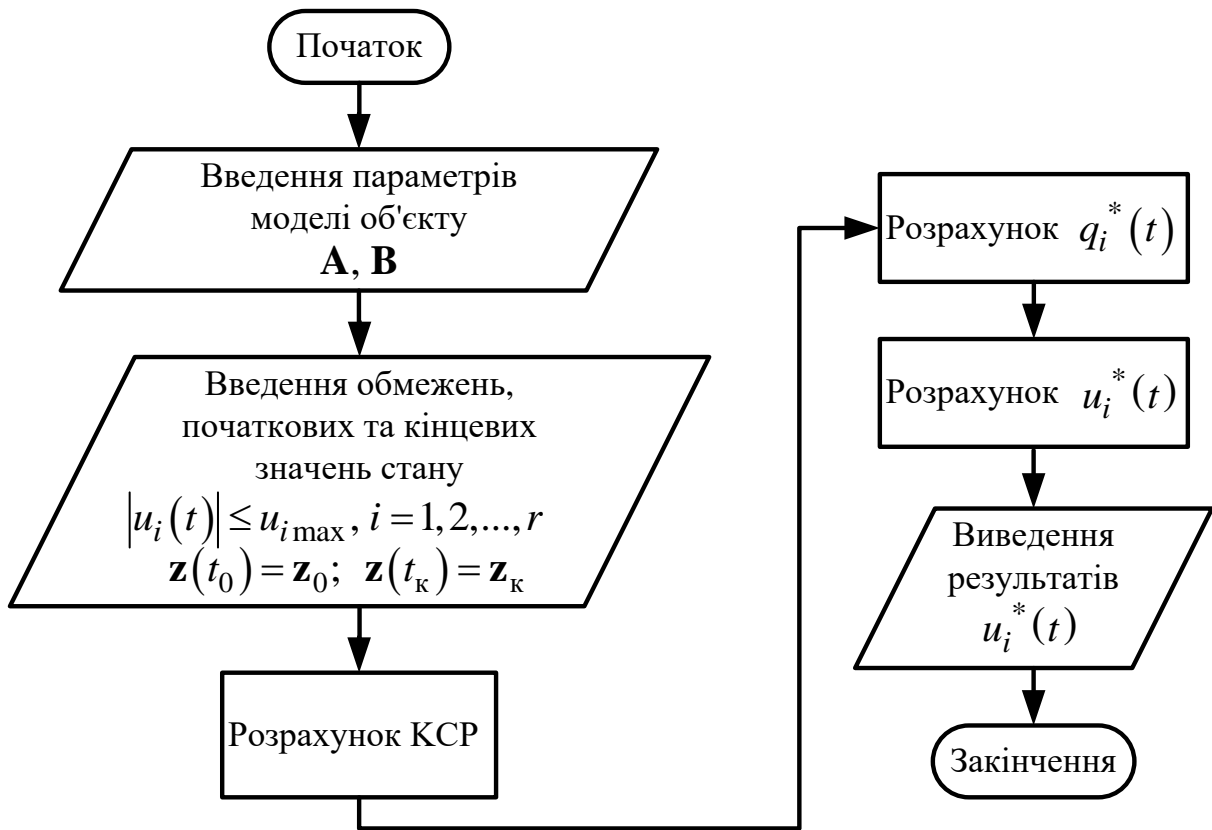 Початок
Введення параметрів
моделі об'єкту
A, B
Введення обмежень,
початкових та кінцевих
значень стану
|u_i(t)| ≤ u_{i max}, i = 1,2,...,r
z(t_0) = z_0; z(t_к) = z_к
Розрахунок КСР
Розрахунок q_i^*(t)
Розрахунок u_i^*(t)
Виведення
результатів
u_i^*(t)
Закінчення